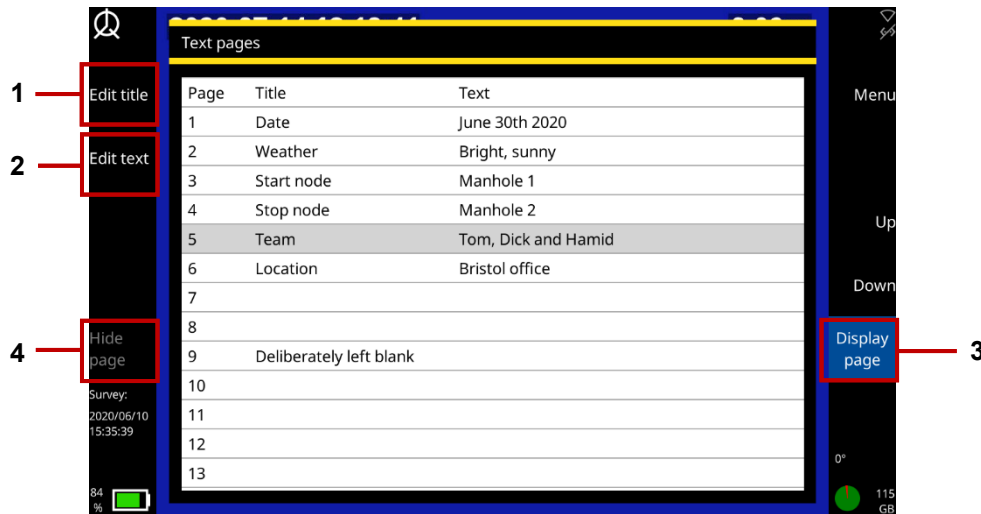 Text pages
1
Edit title
2
Edit text
4
Hide
page
Survey:
2020/06/10
15:35:39
84
%
Page Title Text
1 Date June 30th 2020
2 Weather Bright, sunny
3 Start node Manhole 1
4 Stop node Manhole 2
5 Team Tom, Dick and Hamid
6 Location Bristol office
7
8
9 Deliberately left blank
10
11
12
13
Menu
Up
Down
Display
page
3
0°
115
GB